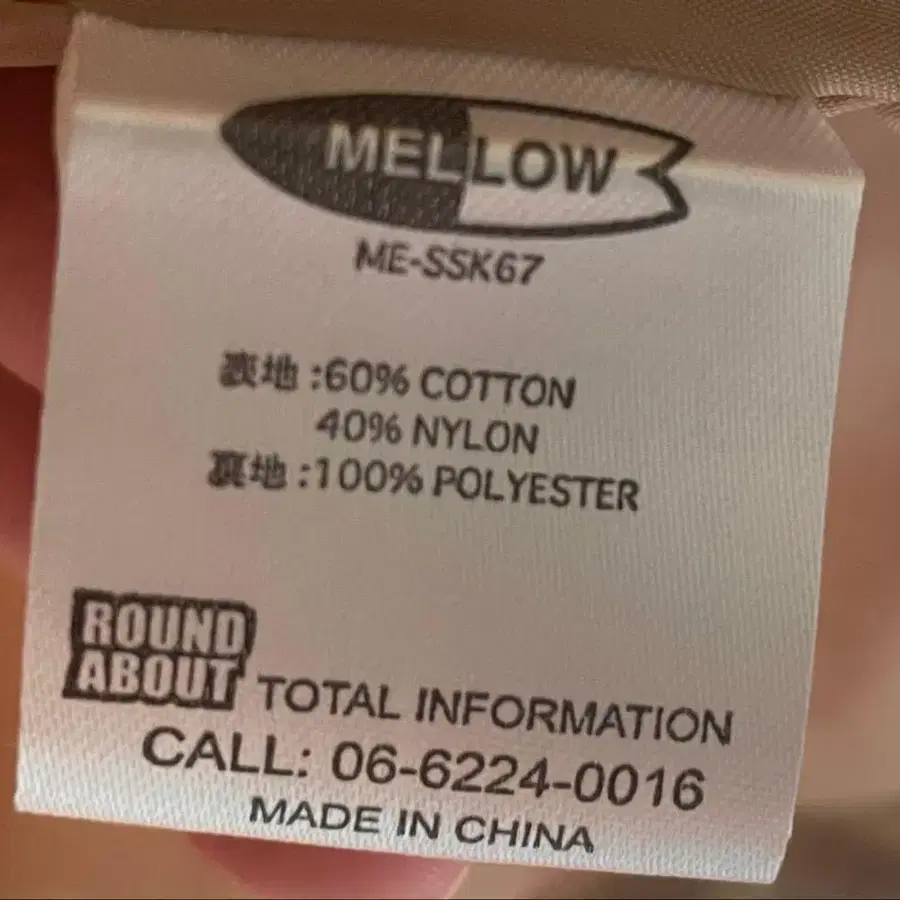 MELLOW
ME-SSK67
表地 :60% COTTON
40% NYLON
裏地 :100% POLYESTER
ROUND
ABOUT TOTAL INFORMATION
CALL: 06-6224-0016
MADE IN CHINA